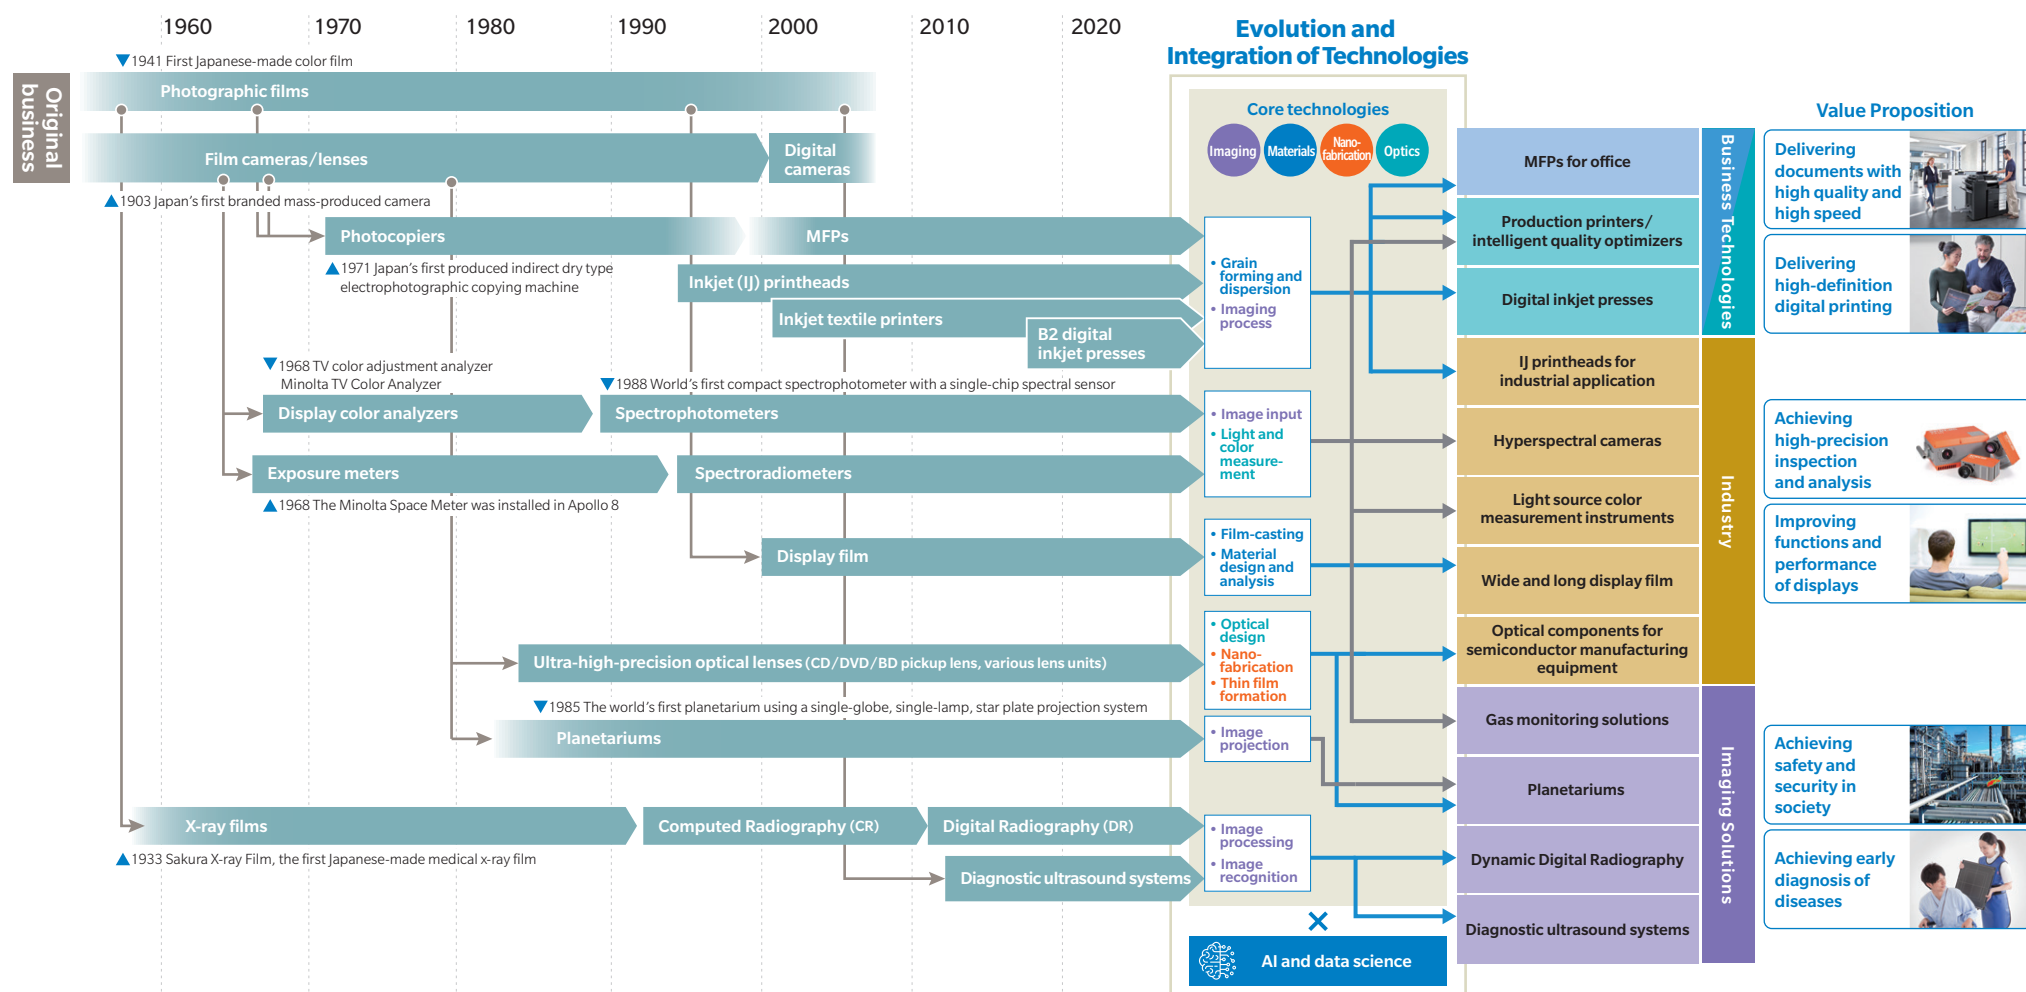 1960
1970
1980
1990
2000
2010
2020
Evolution and
Integration of Technologies
Original
business
▼1941 First Japanese-made color film
Photographic films
Film cameras/lenses
Digital
cameras
▲1903 Japan's first branded mass-produced camera
Photocopiers
MFPs
▲1971 Japan's first produced indirect dry type
electrophotographic copying machine
Inkjet (IJ) printheads
Inkjet textile printers
B2 digital
inkjet presses
▼1968 TV color adjustment analyzer
Minolta TV Color Analyzer
▼1988 World's first compact spectrophotometer with a single-chip spectral sensor
Display color analyzers
Spectrophotometers
Exposure meters
Spectroradiometers
▲1968 The Minolta Space Meter was installed in Apollo 8
Display film
Ultra-high-precision optical lenses (CD/DVD/BD pickup lens, various lens units)
▼1985 The world's first planetarium using a single-globe, single-lamp, star plate projection system
Planetariums
X-ray films
Computed Radiography (CR)
Digital Radiography (DR)
▲1933 Sakura X-ray Film, the first Japanese-made medical x-ray film
Diagnostic ultrasound systems
Core technologies
Imaging
Materials
Nano-
fabrication
Optics
• Grain
forming and
dispersion
• Imaging
process
• Image input
• Light and
color
measure-
ment
• Film-casting
• Material
design and
analysis
• Optical
design
• Nano-
fabrication
• Thin film
formation
• Image
projection
• Image
processing
• Image
recognition
×
AI and data science
MFPs for office
Production printers/
intelligent quality optimizers
Digital inkjet presses
IJ printheads for
industrial application
Hyperspectral cameras
Light source color
measurement instruments
Wide and long display film
Optical components for
semiconductor manufacturing
equipment
Gas monitoring solutions
Planetariums
Dynamic Digital Radiography
Diagnostic ultrasound systems
Business Technologies
Industry
Imaging Solutions
Value Proposition
Delivering
documents with
high quality and
high speed
Delivering
high-definition
digital printing
Achieving
high-precision
inspection
and analysis
Improving
functions and
performance
of displays
Achieving
safety and
security in
society
Achieving early
diagnosis of
diseases